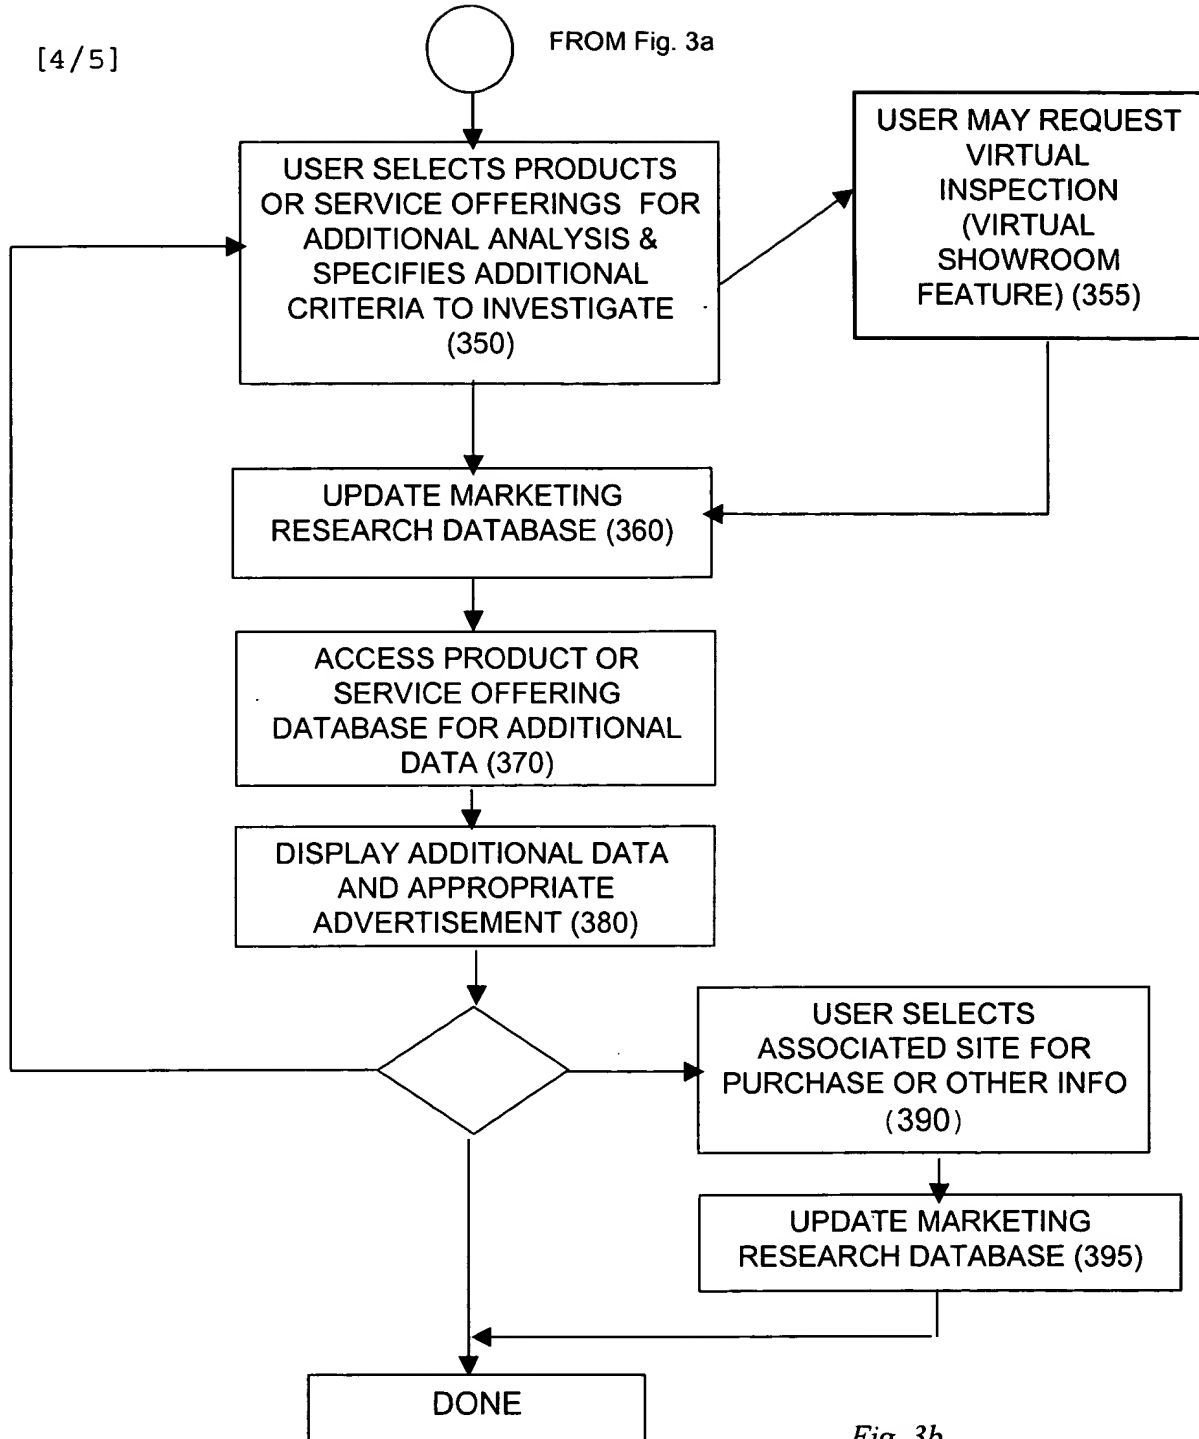 [4/5]
FROM Fig. 3a
USER SELECTS PRODUCTS
OR SERVICE OFFERINGS FOR
ADDITIONAL ANALYSIS &
SPECIFIES ADDITIONAL
CRITERIA TO INVESTIGATE
(350)
USER MAY REQUEST
VIRTUAL
INSPECTION
(VIRTUAL
SHOWROOM
FEATURE) (355)
UPDATE MARKETING
RESEARCH DATABASE (360)
ACCESS PRODUCT OR
SERVICE OFFERING
DATABASE FOR ADDITIONAL
DATA (370)
DISPLAY ADDITIONAL DATA
AND APPROPRIATE
ADVERTISEMENT (380)
USER SELECTS
ASSOCIATED SITE FOR
PURCHASE OR OTHER INFO
(390)
UPDATE MARKETING
RESEARCH DATABASE (395)
DONE
Fig. 3b